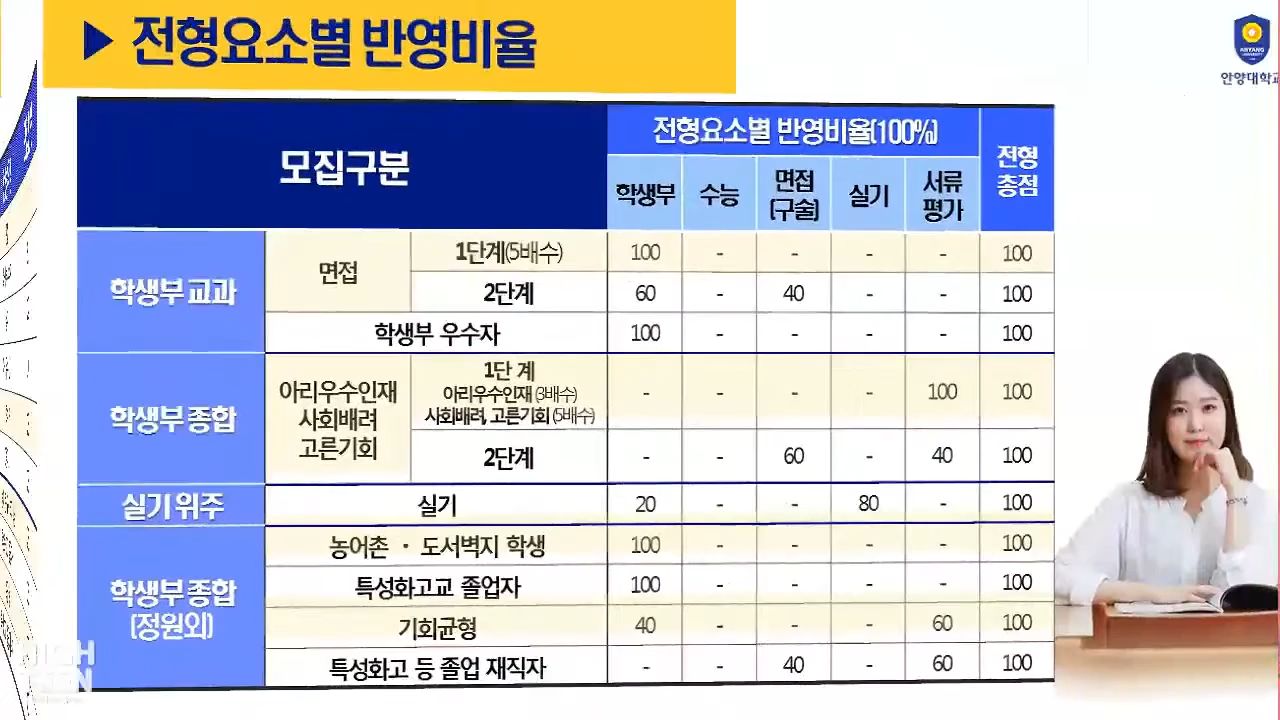 ▶ 전형요소별 반영비율
ANYANG
안양대학교
모집구분
전형요소별 반영비율(100%)
전형
총점
학생부
수능
면접
(구술)
실기
서류
평가
학생부 교과
면접
1단계(5배수)
100
-
-
-
-
100
2단계
60
-
40
-
-
100
학생부 우수자
100
-
-
-
-
100
학생부 종합
아리우수인재
사회배려
고른기회
1단 계
아리우수인재 (3배수)
사회배려, 고른기회 (5배수)
-
-
-
-
100
100
2단계
-
-
60
-
40
100
실기 위주
실기
20
-
-
80
-
100
학생부 종합
(정원외)
농어촌 · 도서벽지 학생
100
-
-
-
-
100
특성화고교 졸업자
100
-
-
-
-
100
기회균형
40
-
-
-
60
100
특성화고 등 졸업 재직자
-
-
40
-
60
100